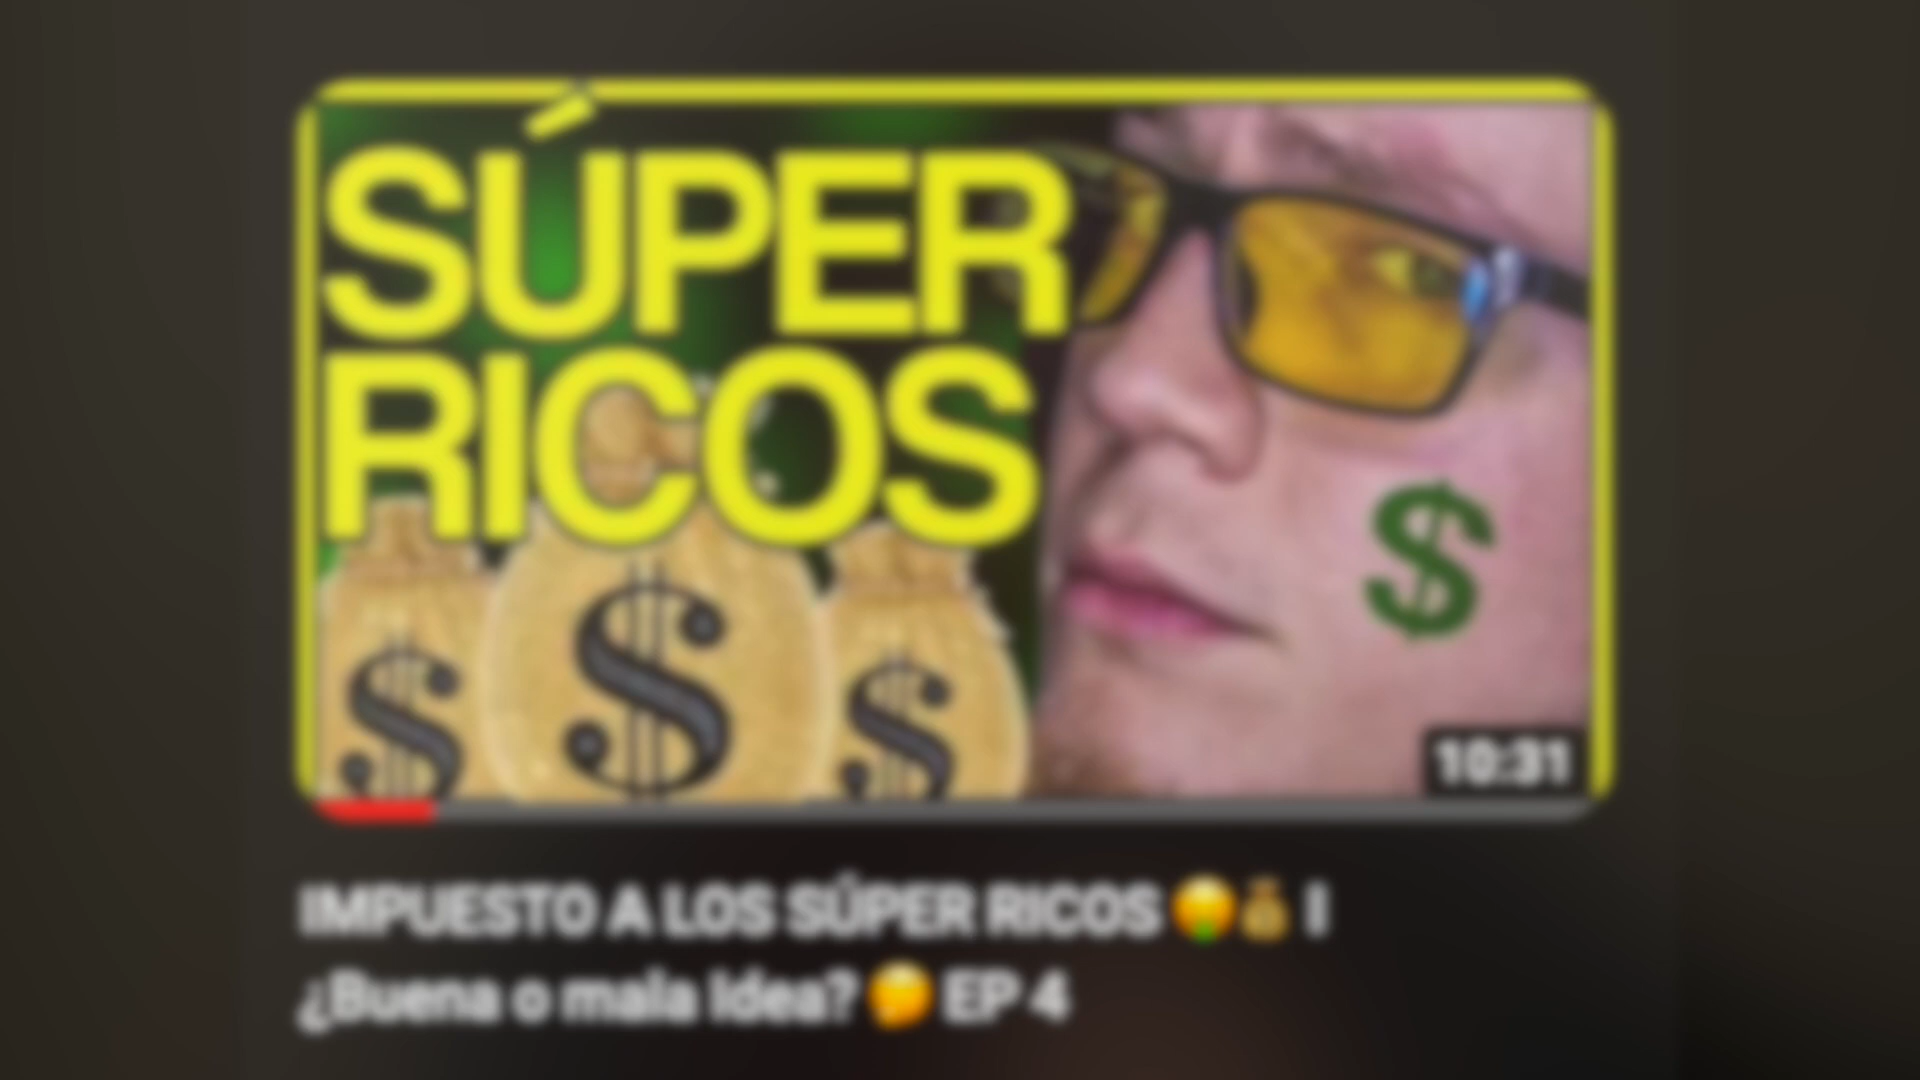 SÚPER
RICOS
$
$ $ $
10:31
IMPUESTO A LOS SÚPER RICOS 🤑💰 |
¿Buena o mala Idea? 🤔 EP 4